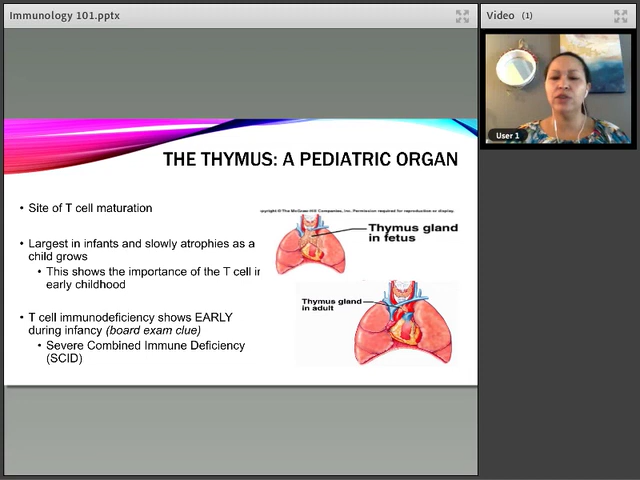 Immunology 101.pptx
Video (1)
User 1
THE THYMUS: A PEDIATRIC ORGAN
• Site of T cell maturation
• Largest in infants and slowly atrophies as a
child grows
• This shows the importance of the T cell in
early childhood
• T cell immunodeficiency shows EARLY
during infancy (board exam clue)
• Severe Combined Immune Deficiency
(SCID)
pyright © The McGraw-Hill Companies, Inc. Permission required for reproduction or display.
Thymus gland
in fetus
Thymus gland
in adult